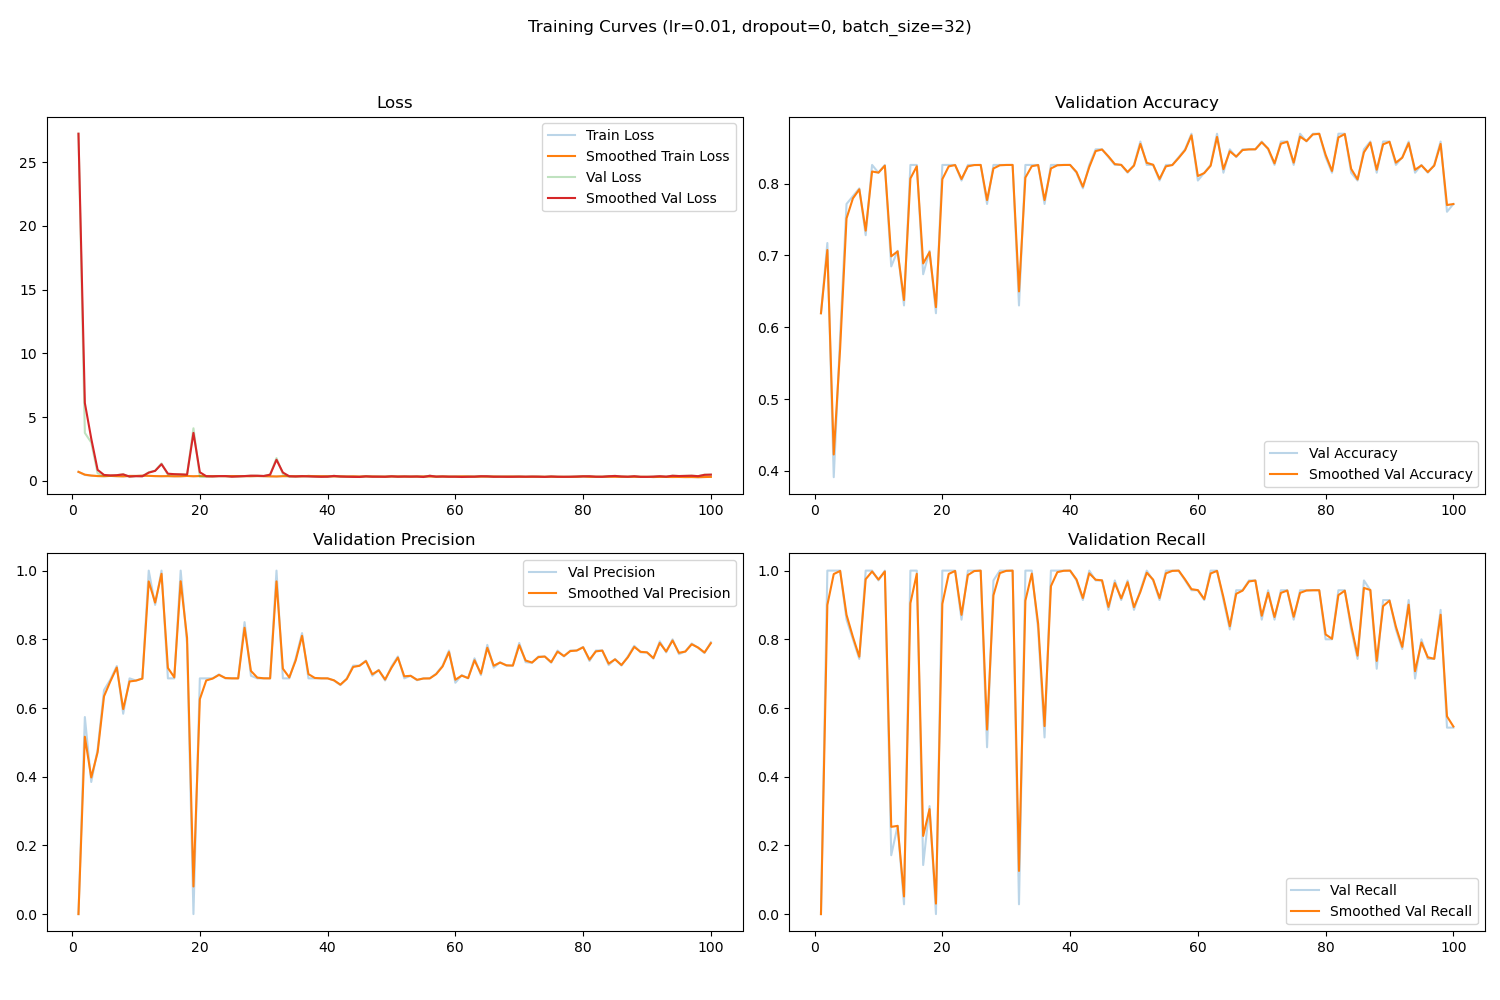 Training Curves (lr=0.01, dropout=0, batch_size=32)
Loss
Train Loss
Smoothed Train Loss
Val Loss
Smoothed Val Loss
25
20
15
10
5
0
0 20 40 60 80 100
Validation Accuracy
0.8
0.7
0.6
0.5
0.4
Val Accuracy
Smoothed Val Accuracy
0 20 40 60 80 100
Validation Precision
Val Precision
Smoothed Val Precision
1.0
0.8
0.6
0.4
0.2
0.0
0 20 40 60 80 100
Validation Recall
1.0
0.8
0.6
0.4
0.2
0.0
Val Recall
Smoothed Val Recall
0 20 40 60 80 100